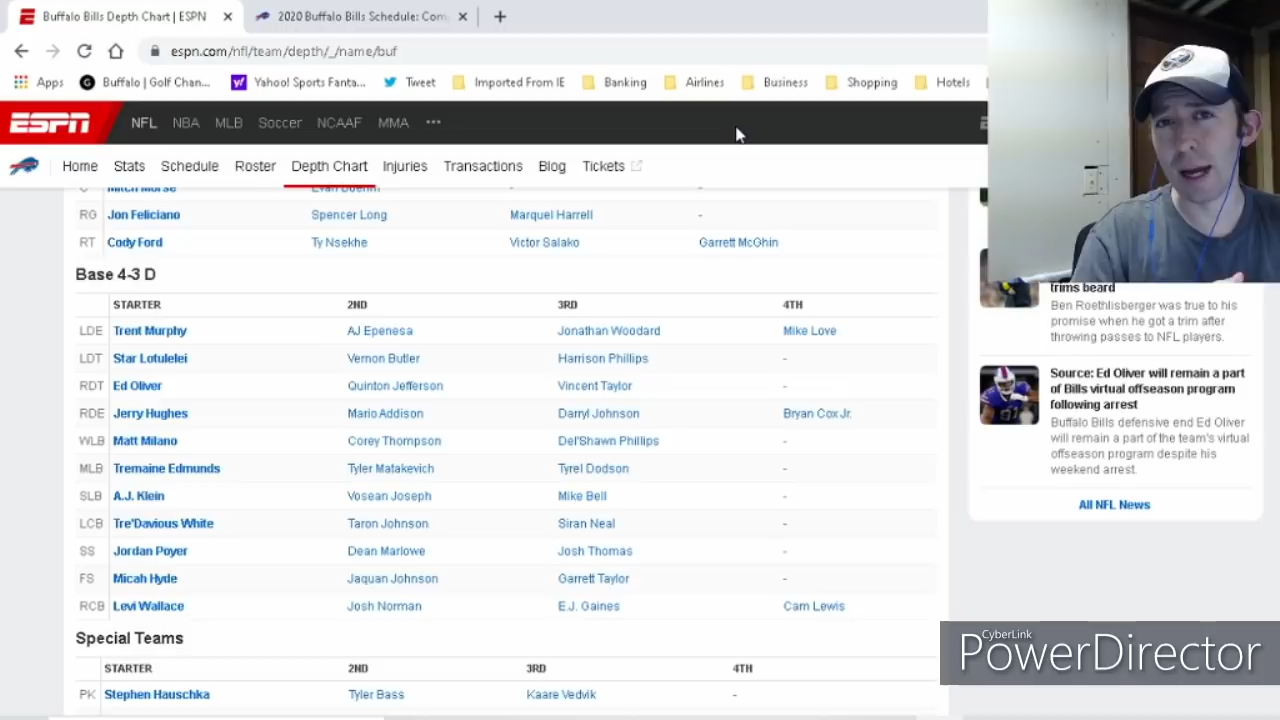 Buffalo Bills Depth Chart | ESPN
2020 Buffalo Bills Schedule: Com
espn.com/nfl/team/depth/_/name/buf
Apps Buffalo | Golf Chan... Yahoo! Sports Fanta... Tweet Imported From IE Banking Airlines Business Shopping Hotels
ESPN NFL NBA MLB Soccer NCAAF MMA
Home Stats Schedule Roster Depth Chart Injuries Transactions Blog Tickets
Mitch Morse Evan Boehm - -
RG Jon Feliciano Spencer Long Marquel Harrell -
RT Cody Ford Ty Nsekhe Victor Salako Garrett McGhin
Base 4-3 D
STARTER 2ND 3RD 4TH
LDE Trent Murphy AJ Epenesa Jonathan Woodard Mike Love
LDT Star Lotulelei Vernon Butler Harrison Phillips -
RDT Ed Oliver Quinton Jefferson Vincent Taylor -
RDE Jerry Hughes Mario Addison Darryl Johnson Bryan Cox Jr.
WLB Matt Milano Corey Thompson Del'Shawn Phillips -
MLB Tremaine Edmunds Tyler Matakevich Tyrel Dodson -
SLB A.J. Klein Vosean Joseph Mike Bell -
LCB Tre'Davious White Taron Johnson Siran Neal -
SS Jordan Poyer Dean Marlowe Josh Thomas -
FS Micah Hyde Jaquan Johnson Garrett Taylor -
RCB Levi Wallace Josh Norman E.J. Gaines Cam Lewis
Special Teams
STARTER 2ND 3RD 4TH
PK Stephen Hauschka Tyler Bass Kaare Vedvik -
trims beard
Ben Roethlisberger was true to his
promise when he got a trim after
throwing passes to NFL players.
Source: Ed Oliver will remain a part
of Bills virtual offseason program
following arrest
Buffalo Bills defensive end Ed Oliver
will remain a part of the team's virtual
offseason program despite his
weekend arrest.
All NFL News
CyberLink
PowerDirector